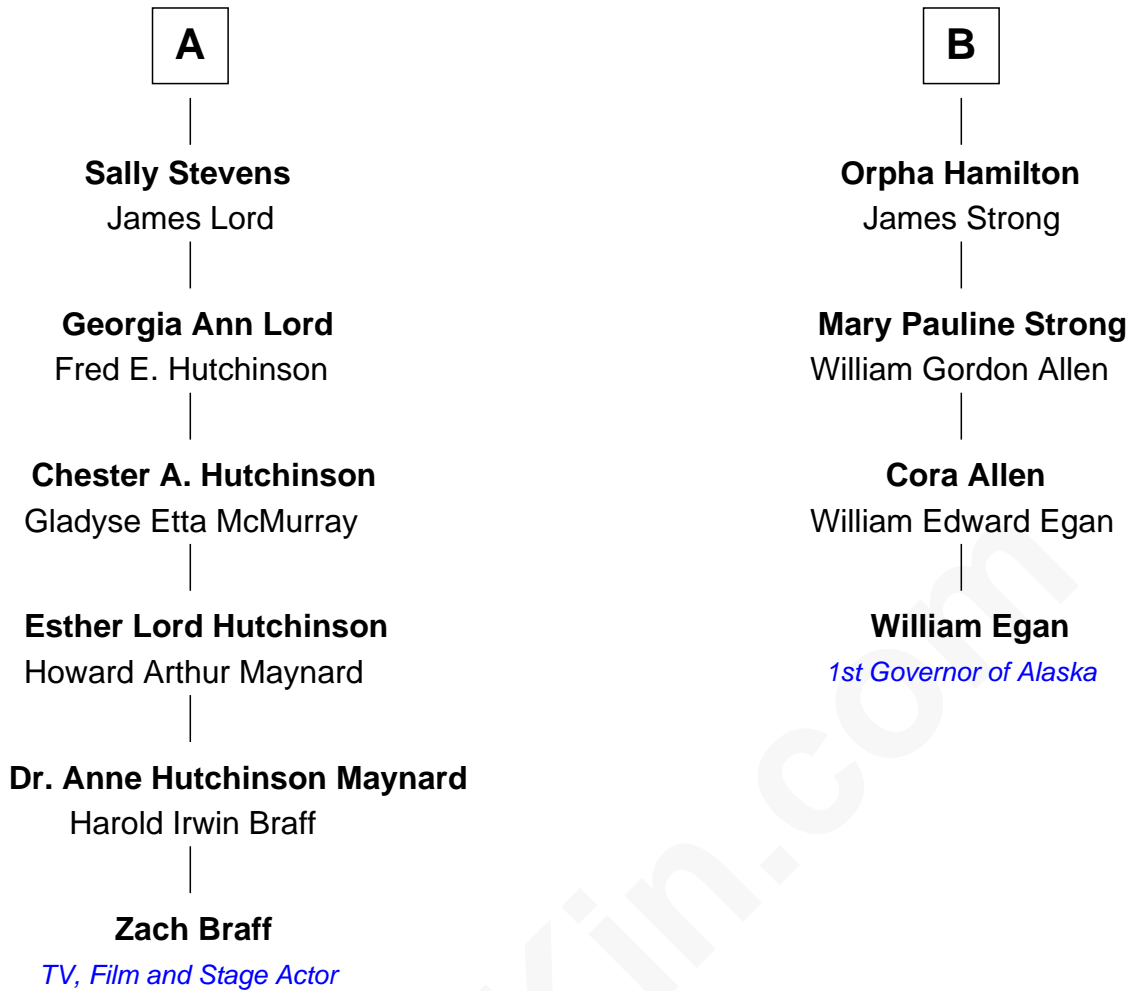 A
Sally Stevens
James Lord
Georgia Ann Lord
Fred E. Hutchinson
Chester A. Hutchinson
Gladyse Etta McMurray
Esther Lord Hutchinson
Howard Arthur Maynard
Dr. Anne Hutchinson Maynard
Harold Irwin Braff
Zach Braff
TV, Film and Stage Actor
B
Orpha Hamilton
James Strong
Mary Pauline Strong
William Gordon Allen
Cora Allen
William Edward Egan
William Egan
1st Governor of Alaska
Kin.com